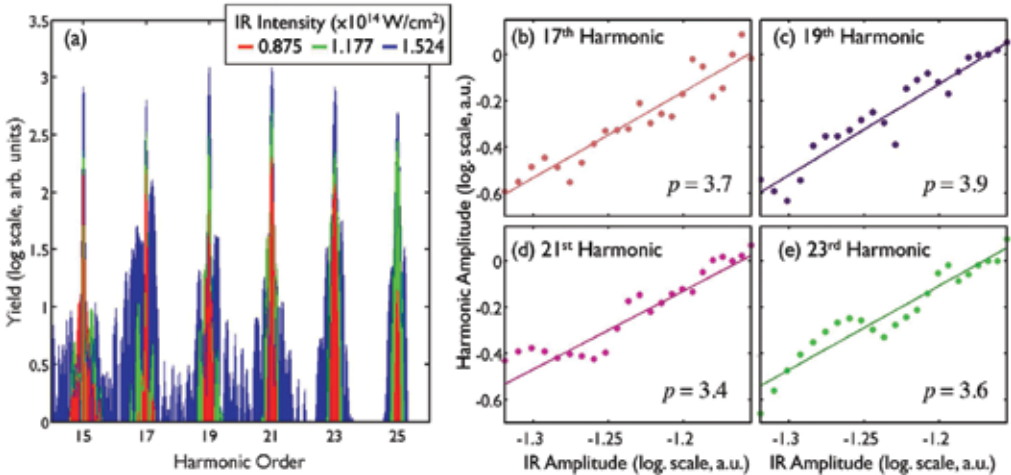 (a)
IR Intensity (x10¹⁴ W/cm²)
0.875 1.177 1.524
Yield (log scale, arb. units)
3.5
3
2.5
2
1.5
1
0.5
0
15 17 19 21 23 25
Harmonic Order
(b) 17th Harmonic
p = 3.7
(c) 19th Harmonic
p = 3.9
Harmonic Amplitude (log. scale, a.u.)
0
-0.2
-0.4
-0.6
(d) 21st Harmonic
p = 3.4
(e) 23rd Harmonic
p = 3.6
0
-0.2
-0.4
-0.6
-1.3 -1.25 -1.2
IR Amplitude (log. scale, a.u.)
-1.3 -1.25 -1.2
IR Amplitude (log. scale, a.u.)